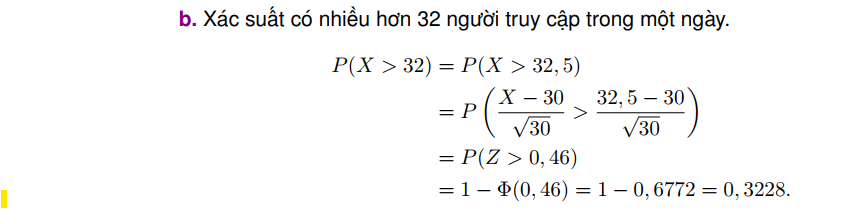 b. Xác suất có nhiều hơn 32 người truy cập trong một ngày.
P(X > 32) = P(X > 32, 5)
= P((X − 30)/√30 > (32, 5 − 30)/√30)
= P(Z > 0, 46)
= 1 − Φ(0, 46) = 1 − 0, 6772 = 0, 3228.